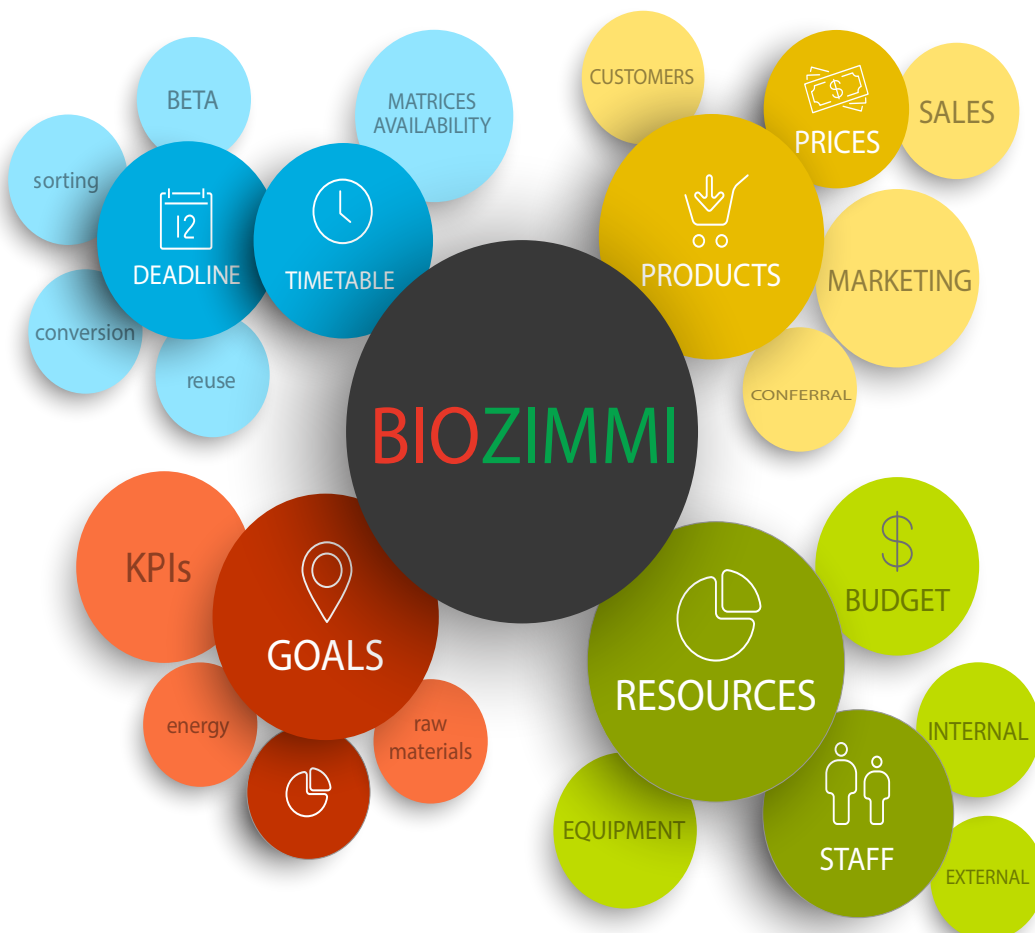 BETA
MATRICES
AVAILABILITY
sorting
12
DEADLINE
TIMETABLE
conversion
reuse
CUSTOMERS
$
PRICES
SALES
PRODUCTS
MARKETING
CONFERRAL
BIOZIMMI
KPIs
GOALS
energy
raw
materials
$
BUDGET
RESOURCES
INTERNAL
EQUIPMENT
STAFF
EXTERNAL